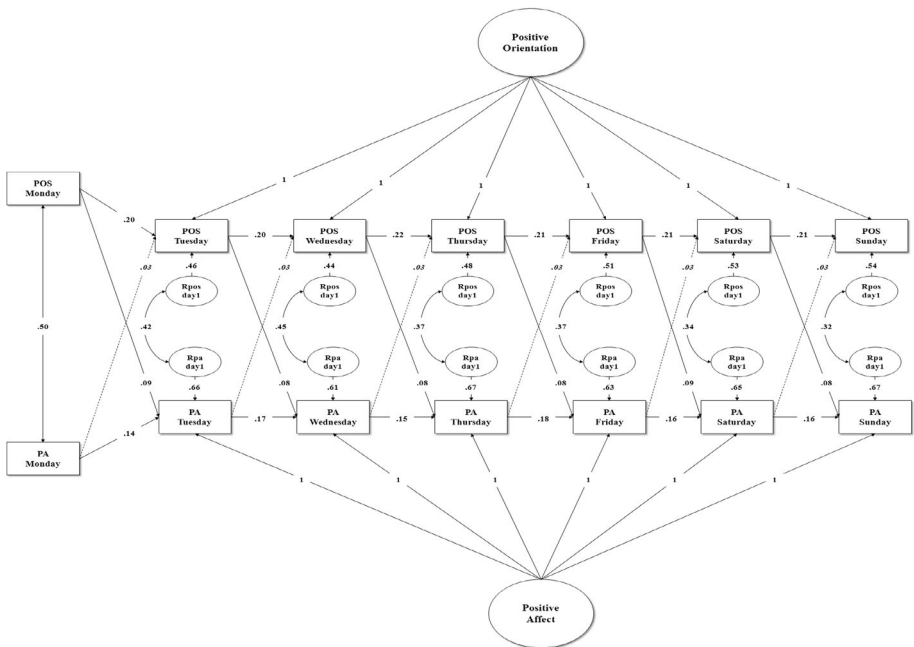 Positive
Orientation
1
1
1
1
1
1
POS
Monday
.20
POS
Tuesday
.20
POS
Wednesday
.22
POS
Thursday
.21
POS
Friday
.21
POS
Saturday
.21
POS
Sunday
.03
.46
.03
.44
.03
.48
.03
.51
.03
.53
.03
.54
Rpos
day1
Rpos
day1
Rpos
day1
Rpos
day1
Rpos
day1
Rpos
day1
.50
.42
.45
.37
.37
.34
.32
Rpa
day1
Rpa
day1
Rpa
day1
Rpa
day1
Rpa
day1
Rpa
day1
.09
.66
.08
.61
.08
.67
.08
.63
.09
.65
.08
.67
PA
Monday
.14
PA
Tuesday
.17
PA
Wednesday
.15
PA
Thursday
.18
PA
Friday
.16
PA
Saturday
.16
PA
Sunday
1
1
1
1
1
1
Positive
Affect